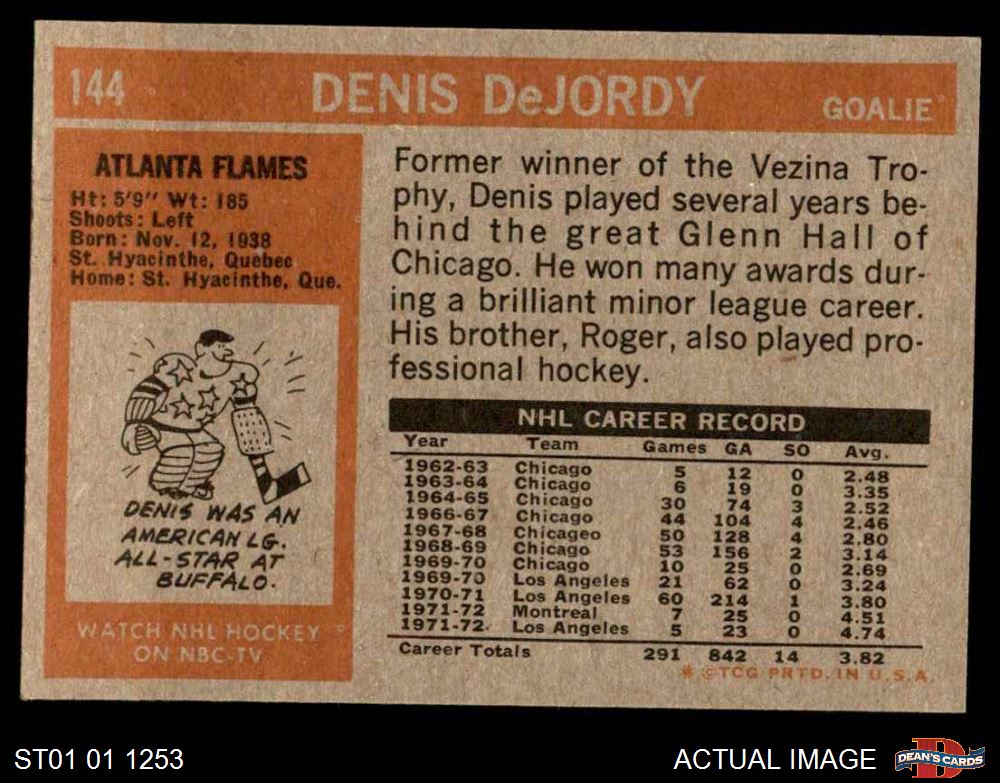 144 DENIS DeJORDY GOALIE
ATLANTA FLAMES
Ht: 5'9" Wt: 185
Shoots: Left
Born: Nov. 12, 1938
St. Hyacinthe, Quebec
Home: St. Hyacinthe, Que.
DENIS WAS AN
AMERICAN LG.
ALL-STAR AT
BUFFALO.
WATCH NHL HOCKEY
ON NBC-TV
Former winner of the Vezina Tro-
phy, Denis played several years be-
hind the great Glenn Hall of
Chicago. He won many awards dur-
ing a brilliant minor league career.
His brother, Roger, also played pro-
fessional hockey.
NHL CAREER RECORD
Year Team Games GA SO Avg.
1962-63 Chicago 5 12 0 2.48
1963-64 Chicago 6 19 0 3.35
1964-65 Chicago 30 74 3 2.52
1966-67 Chicago 44 104 4 2.46
1967-68 Chicageo 50 128 4 2.80
1968-69 Chicago 53 156 2 3.14
1969-70 Chicago 10 25 0 2.69
1969-70 Los Angeles 21 62 0 3.24
1970-71 Los Angeles 60 214 1 3.80
1971-72 Montreal 7 25 0 4.51
1971-72 Los Angeles 5 23 0 4.74
Career Totals 291 842 14 3.82
* ©TCG PRTD. IN U.S.A.
ST01 01 1253 ACTUAL IMAGE
D
DEAN'S CARDS